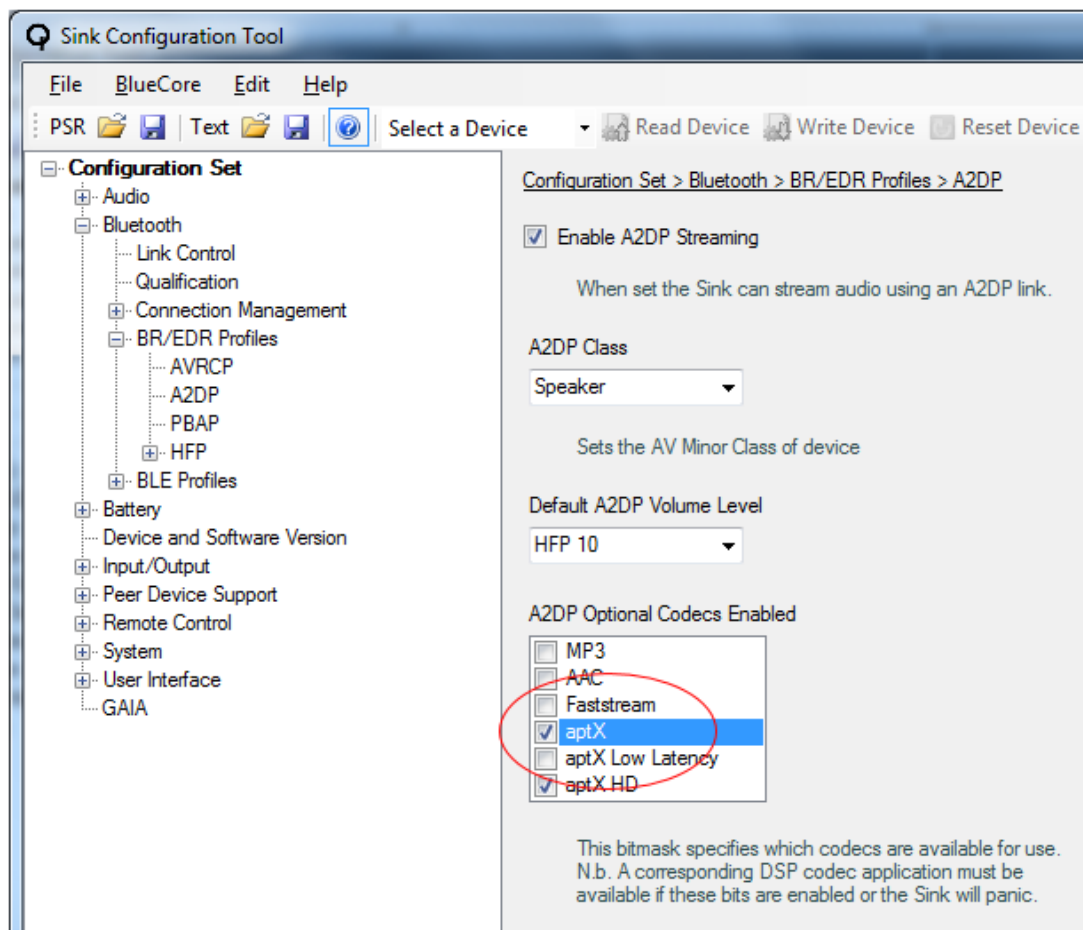 Sink Configuration Tool
File BlueCore Edit Help
PSR Text Select a Device Read Device Write Device Reset Device
Configuration Set
Audio
Bluetooth
Link Control
Qualification
Connection Management
BR/EDR Profiles
AVRCP
A2DP
PBAP
HFP
BLE Profiles
Battery
Device and Software Version
Input/Output
Peer Device Support
Remote Control
System
User Interface
GAIA
Configuration Set > Bluetooth > BR/EDR Profiles > A2DP
Enable A2DP Streaming
When set the Sink can stream audio using an A2DP link.
A2DP Class
Speaker
Sets the AV Minor Class of device
Default A2DP Volume Level
HFP 10
A2DP Optional Codecs Enabled
MP3
AAC
Faststream
aptX
aptX Low Latency
aptX HD
This bitmask specifies which codecs are available for use.
N.b. A corresponding DSP codec application must be
available if these bits are enabled or the Sink will panic.